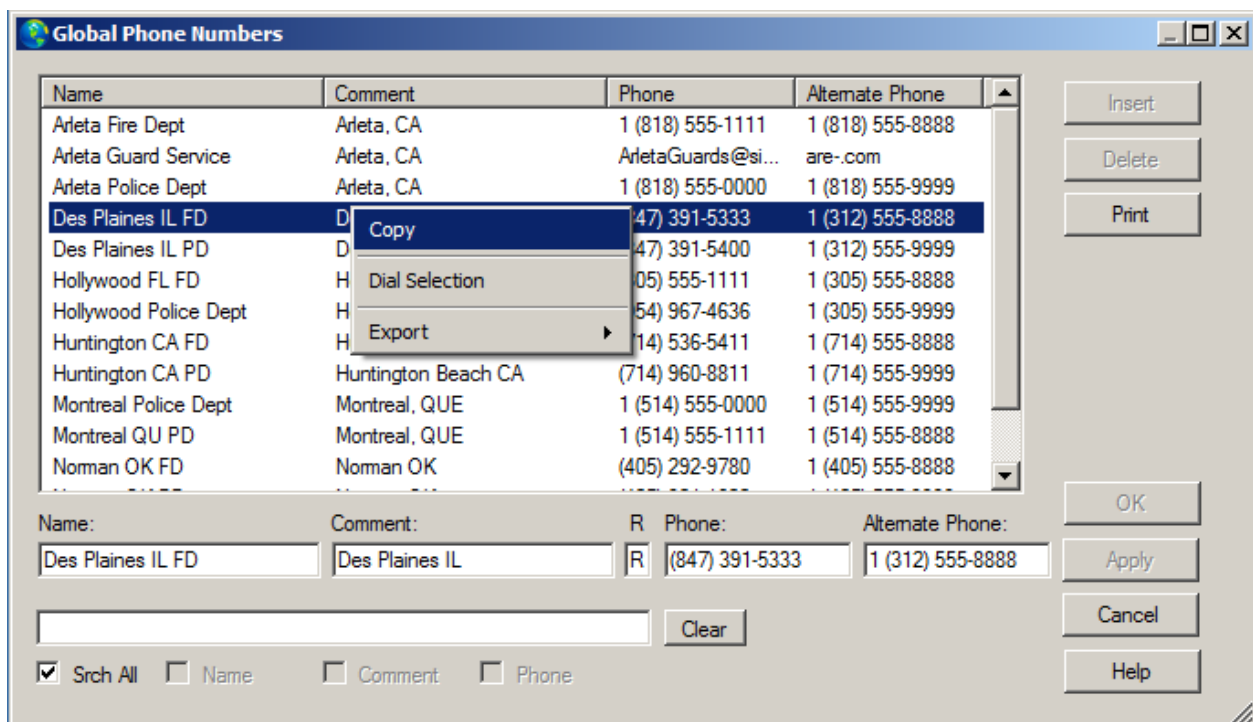 Global Phone Numbers
Name Comment Phone Alternate Phone
Arleta Fire Dept Arleta, CA 1 (818) 555-1111 1 (818) 555-8888
Arleta Guard Service Arleta, CA ArletaGuards@si... are-.com
Arleta Police Dept Arleta, CA 1 (818) 555-0000 1 (818) 555-9999
Des Plaines IL FD D 47) 391-5333 1 (312) 555-8888
Des Plaines IL PD D 47) 391-5400 1 (312) 555-9999
Hollywood FL FD H 05) 555-1111 1 (305) 555-8888
Hollywood Police Dept H 54) 967-4636 1 (305) 555-9999
Huntington CA FD H 14) 536-5411 1 (714) 555-8888
Huntington CA PD Huntington Beach CA (714) 960-8811 1 (714) 555-9999
Montreal Police Dept Montreal, QUE 1 (514) 555-0000 1 (514) 555-9999
Montreal QU PD Montreal, QUE 1 (514) 555-1111 1 (514) 555-8888
Norman OK FD Norman OK (405) 292-9780 1 (405) 555-8888
Copy
Dial Selection
Export
Insert
Delete
Print
Name: Comment: R Phone: Alternate Phone:
Des Plaines IL FD Des Plaines IL R (847) 391-5333 1 (312) 555-8888
Clear
Srch All Name Comment Phone
OK
Apply
Cancel
Help